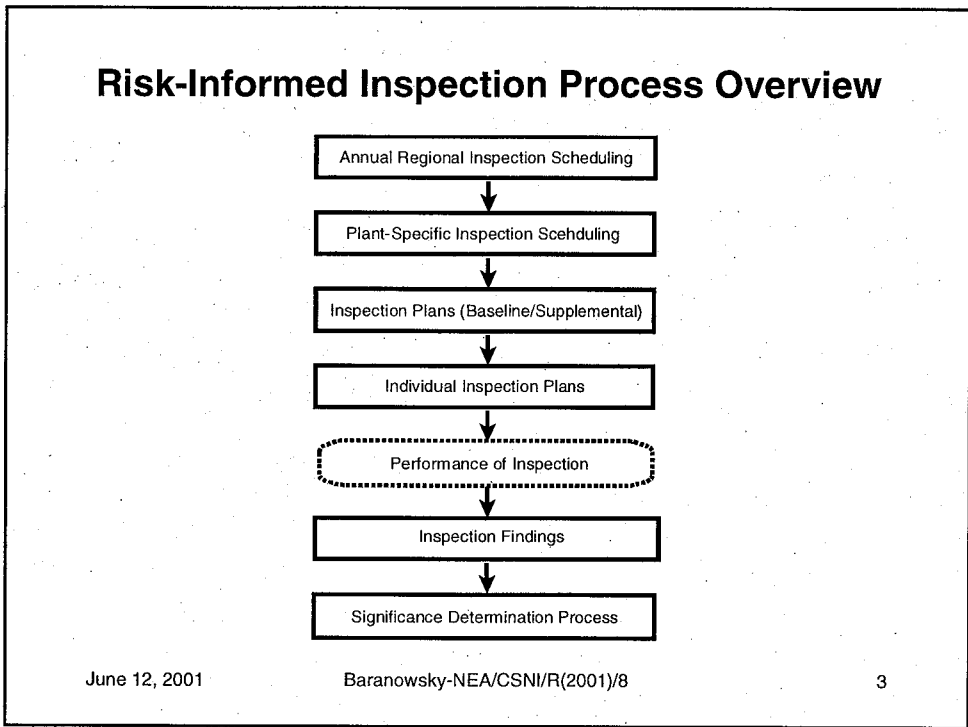 Risk-Informed Inspection Process Overview
Annual Regional Inspection Scheduling
Plant-Specific Inspection Scehduling
Inspection Plans (Baseline/Supplemental)
Individual Inspection Plans
Performance of Inspection
Inspection Findings
Significance Determination Process
June 12, 2001
Baranowsky-NEA/CSNI/R(2001)/8
3